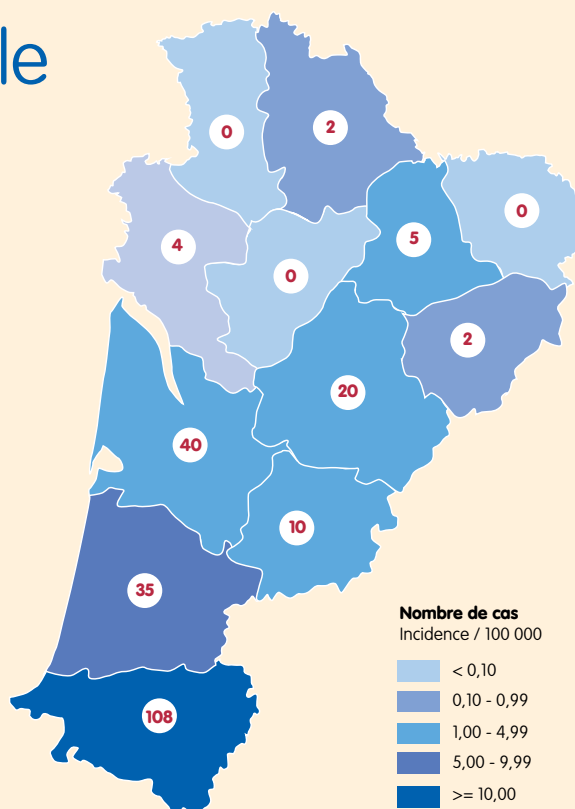 le
0
2
4
0
5
0
2
20
40
10
35
108
Nombre de cas
Incidence / 100 000
< 0,10
0,10 - 0,99
1,00 - 4,99
5,00 - 9,99
>= 10,00